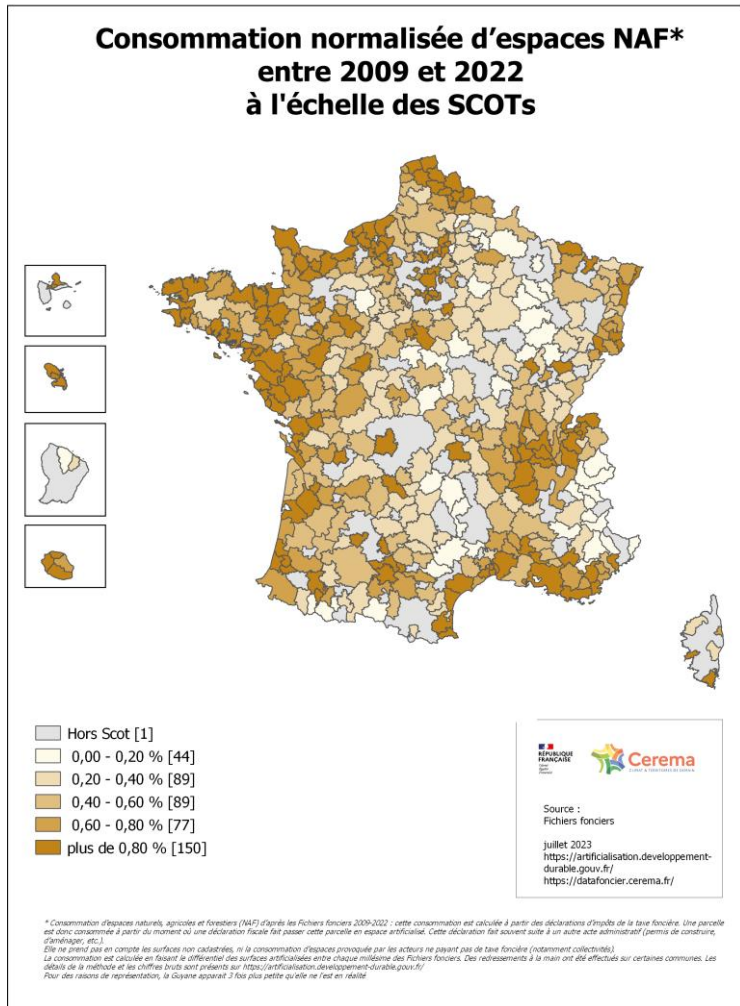 Consommation normalisée d'espaces NAF*
entre 2009 et 2022
à l'échelle des SCOTs
Hors Scot [1]
0,00 - 0,20 % [44]
0,20 - 0,40 % [89]
0,40 - 0,60 % [89]
0,60 - 0,80 % [77]
plus de 0,80 % [150]
RÉPUBLIQUE
FRANÇAISE
Cerema
Source :
Fichiers fonciers
juillet 2023
https://artificialisation.developpement-
durable.gouv.fr/
https://datafoncier.cerema.fr/
* Consommation d'espaces naturels, agricoles et forestiers (NAF) d'après les Fichiers fonciers 2009-2022 : cette consommation est calculée à partir des déclarations d'impôts de la taxe foncière. Une parcelle
est donc consommée à partir du moment où une déclaration fiscale fait passer cette parcelle en espace artificialisé. Cette déclaration fait souvent suite à un autre acte administratif (permis de construire,
d'aménager, etc.).
Elle ne prend pas en compte les surfaces non cadastrées, ni la consommation d'espaces provoquée par les acteurs ne payant pas de taxe foncière (notamment collectivités).
La consommation est calculée en faisant le différentiel des surfaces artificialisées entre chaque millésime des Fichiers fonciers. Des redressements à la main ont été effectués sur certaines communes. Les
détails de la méthode et les chiffres bruts sont présents sur https://artificialisation.developpement-durable.gouv.fr/
Pour des raisons de représentation, la Guyane apparait 3 fois plus petite qu'elle ne l'est en réalité